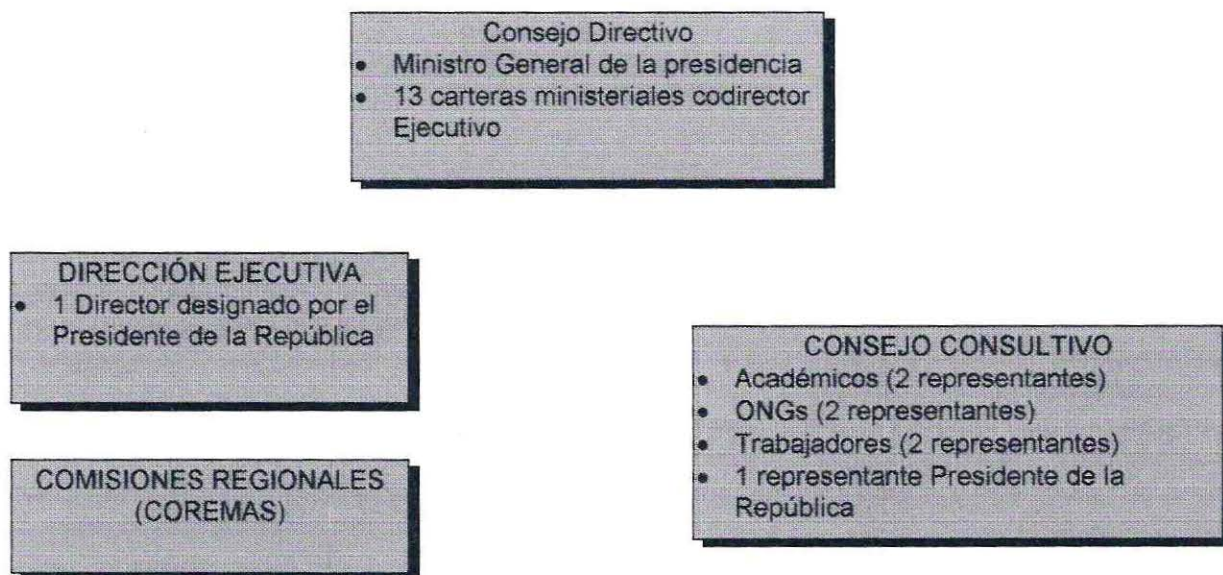 Consejo Directivo
• Ministro General de la presidencia
• 13 carteras ministeriales codirector
Ejecutivo
DIRECCIÓN EJECUTIVA
• 1 Director designado por el
Presidente de la República
COMISIONES REGIONALES
(COREMAS)
CONSEJO CONSULTIVO
• Académicos (2 representantes)
• ONGs (2 representantes)
• Trabajadores (2 representantes)
• 1 representante Presidente de la
República